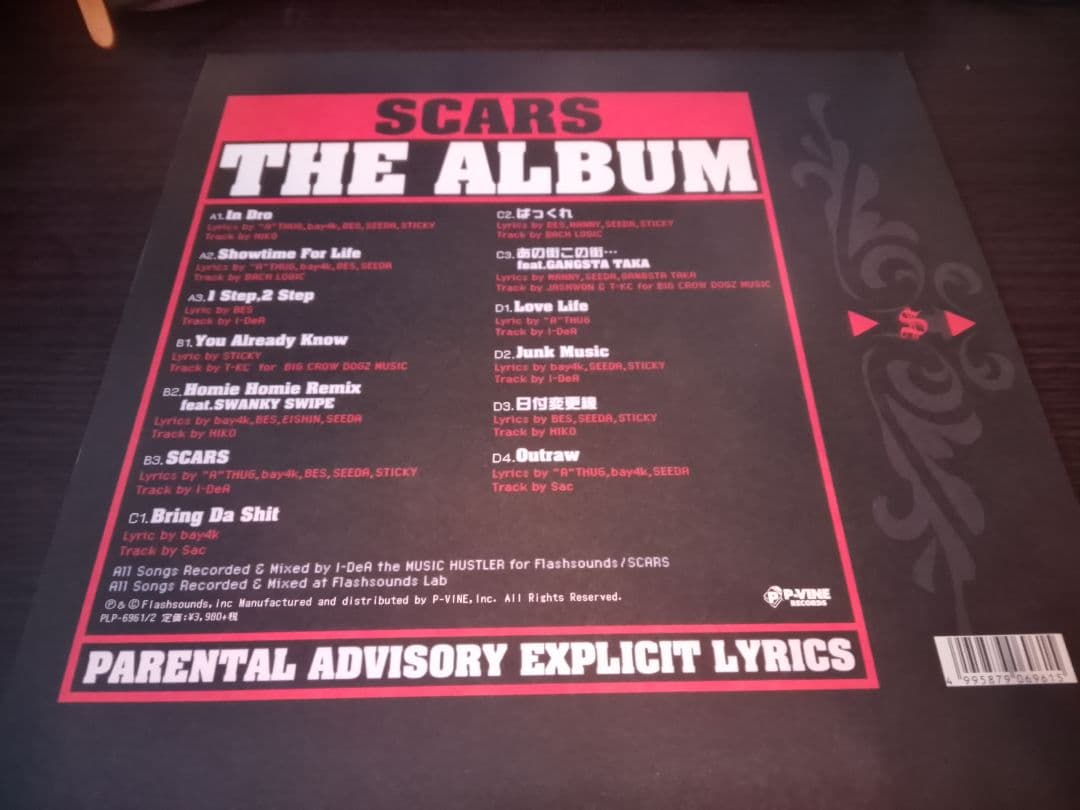 SCARS
THE ALBUM
A1.In Dro
Lyrics by "A"THUG,bay4k,BES,SEEDA,STICKY
Track by HIKO
A2.Showtime For Life
Lyrics by "A"THUG,bay4k,BES,SEEDA
Track by BACH LOGIC
A3.1 Step,2 Step
Lyric by BES
Track by I-DeA
B1.You Already Know
Lyric by STICKY
Track by T-KC for BIG CROW DOGZ MUSIC
B2.Homie Homie Remix
feat.SWANKY SWIPE
Lyrics by bay4k,BES,EISHIN,SEEDA
Track by HIKO
B3.SCARS
Lyrics by "A"THUG,bay4k,BES,SEEDA,STICKY
Track by I-DeA
C1.Bring Da Shit
Lyric by bay4k
Track by Sac
C2.ばっくれ
Lyrics by BES,MANNY,SEEDA,STICKY
Track by BACH LOGIC
C3.あの街この街…
feat.GANGSTA TAKA
Lyrics by MANNY,SEEDA,GANGSTA TAKA
Track by JASHWON & T-KC for BIG CROW DOGZ MUSIC
D1.Love Life
Lyric by "A"THUG
Track by I-DeA
D2.Junk Music
Lyrics by bay4k,SEEDA,STICKY
Track by I-DeA
D3.日付変更線
Lyrics by BES,SEEDA,STICKY
Track by HIKO
D4.Outraw
Lyrics by "A"THUG,bay4k,SEEDA
Track by Sac
All Songs Recorded & Mixed by I-DeA the MUSIC HUSTLER for Flashsounds/SCARS
All Songs Recorded & Mixed at Flashsounds Lab
℗&©Flashsounds,inc Manufactured and distributed by P-VINE,Inc. All Rights Reserved.
PLP-6961/2 定価:¥3,980+税
P-VINE
RECORDS
PARENTAL ADVISORY EXPLICIT LYRICS
4 995879 069615